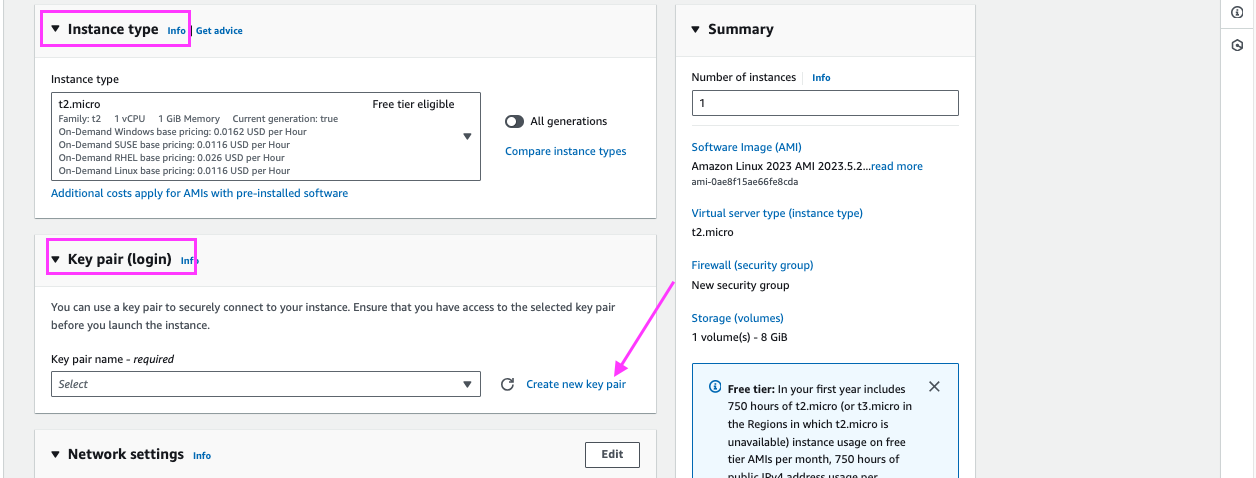 Instance type Info Get advice
Instance type
t2.micro Free tier eligible
Family: t2 1 vCPU 1 GiB Memory Current generation: true
On-Demand Windows base pricing: 0.0162 USD per Hour
On-Demand SUSE base pricing: 0.0116 USD per Hour
On-Demand RHEL base pricing: 0.026 USD per Hour
On-Demand Linux base pricing: 0.0116 USD per Hour
All generations
Compare instance types
Additional costs apply for AMIs with pre-installed software
Key pair (login) Info
You can use a key pair to securely connect to your instance. Ensure that you have access to the selected key pair
before you launch the instance.
Key pair name - required
Select
Create new key pair
Network settings Info
Edit
Summary
Number of instances Info
1
Software Image (AMI)
Amazon Linux 2023 AMI 2023.5.2...read more
ami-0ae8f15ae66fe8cda
Virtual server type (instance type)
t2.micro
Firewall (security group)
New security group
Storage (volumes)
1 volume(s) - 8 GiB
Free tier: In your first year includes
750 hours of t2.micro (or t3.micro in
the Regions in which t2.micro is
unavailable) instance usage on free
tier AMIs per month, 750 hours of
public IPv4 address usage per